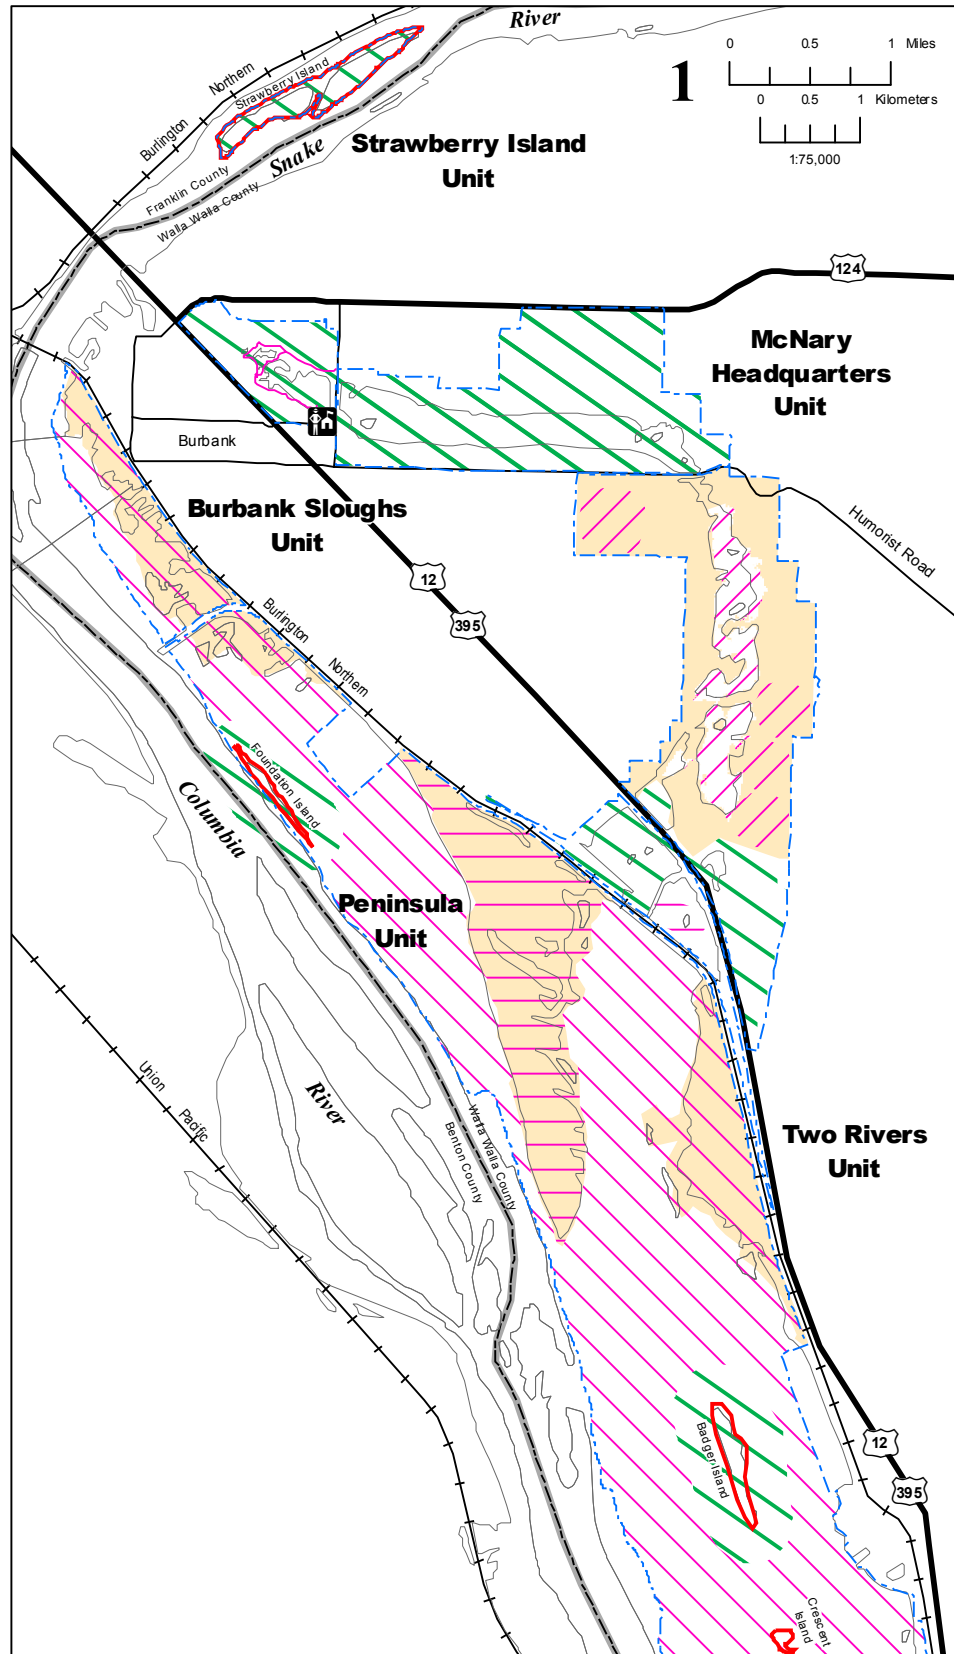 River
0 0.5 1 Miles
1
0 0.5 1 Kilometers
1:75,000
Northern
Strawberry Island
Burlington
Strawberry Island
Unit
Snake
Franklin County
Walla Walla County
124
McNary
Headquarters
Unit
Burbank
Burbank Sloughs
Unit
Humorist Road
12
395
Burlington
Northern
Foundation Island
Columbia
Peninsula
Unit
Union
Pacific
River
Walla Walla County
Benton County
Two Rivers
Unit
Badger Island
12
395
Crescent
Island